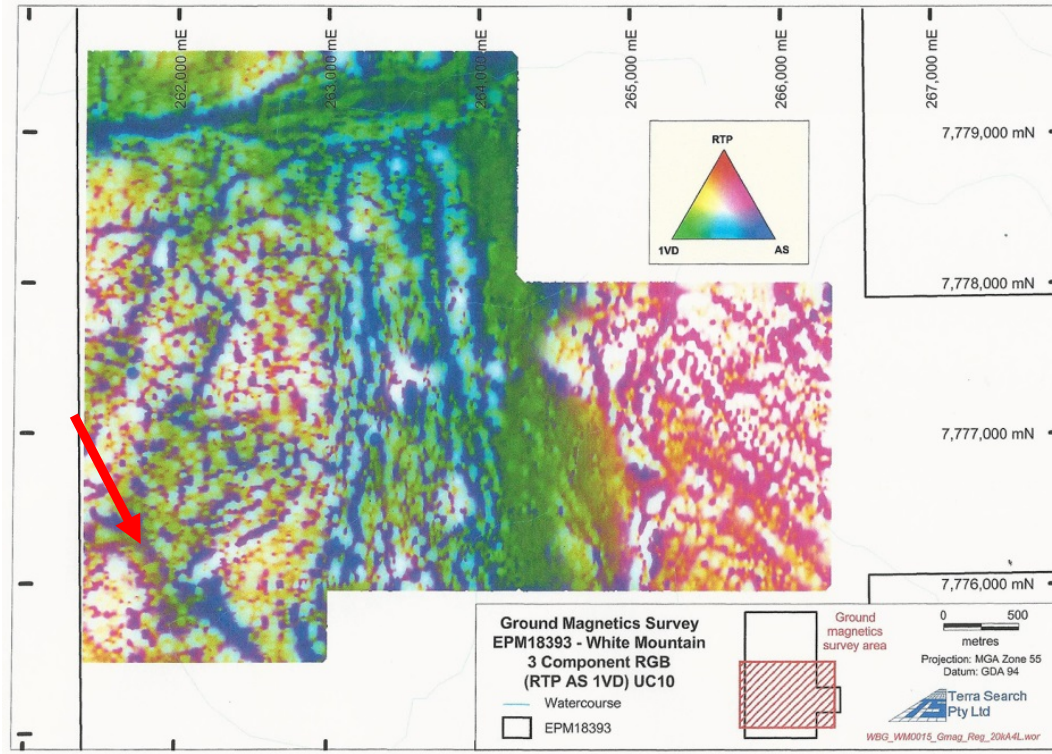 262,000 mE
263,000 mE
264,000 mE
265,000 mE
266,000 mE
267,000 mE
7,779,000 mN
RTP
1VD
AS
7,778,000 mN
7,777,000 mN
7,776,000 mN
Ground Magnetics Survey
EPM18393 - White Mountain
3 Component RGB
(RTP AS 1VD) UC10
Watercourse
EPM18393
Ground
magnetics
survey area
0
500
metres
Projection: MGA Zone 55
Datum: GDA 94
Terra Search
Pty Ltd
WBG_WM0015_Gmag_Reg_20kA4L.wor